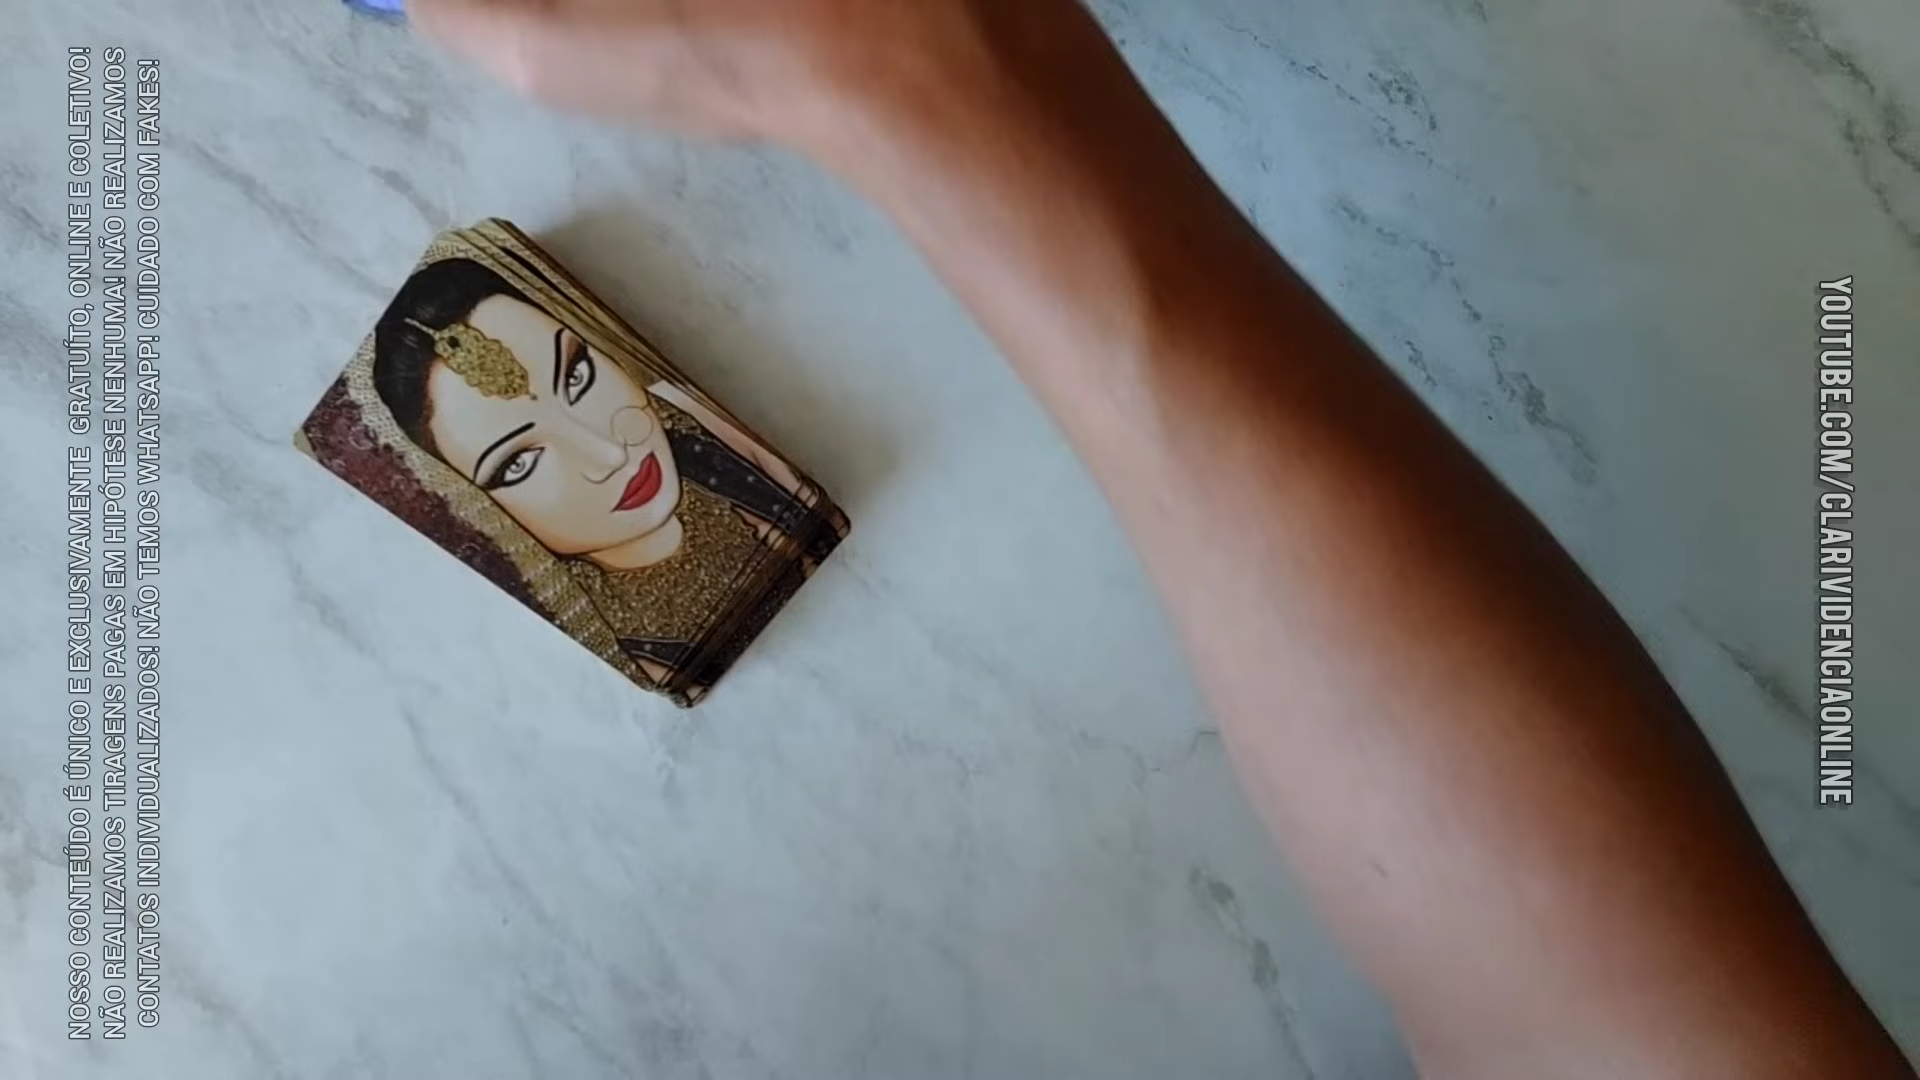 NOSSO CONTEÚDO É ÚNICO E EXCLUSIVAMENTE GRATUÍTO, ONLINE E COLETIVO!
NÃO REALIZAMOS TIRAGENS PAGAS EM HIPÓTESE NENHUMA! NÃO REALIZAMOS
CONTATOS INDIVIDUALIZADOS! NÃO TEMOS WHATSAPP! CUIDADO COM FAKES!
YOUTUBE.COM/CLARIVIDENCIAONLINE